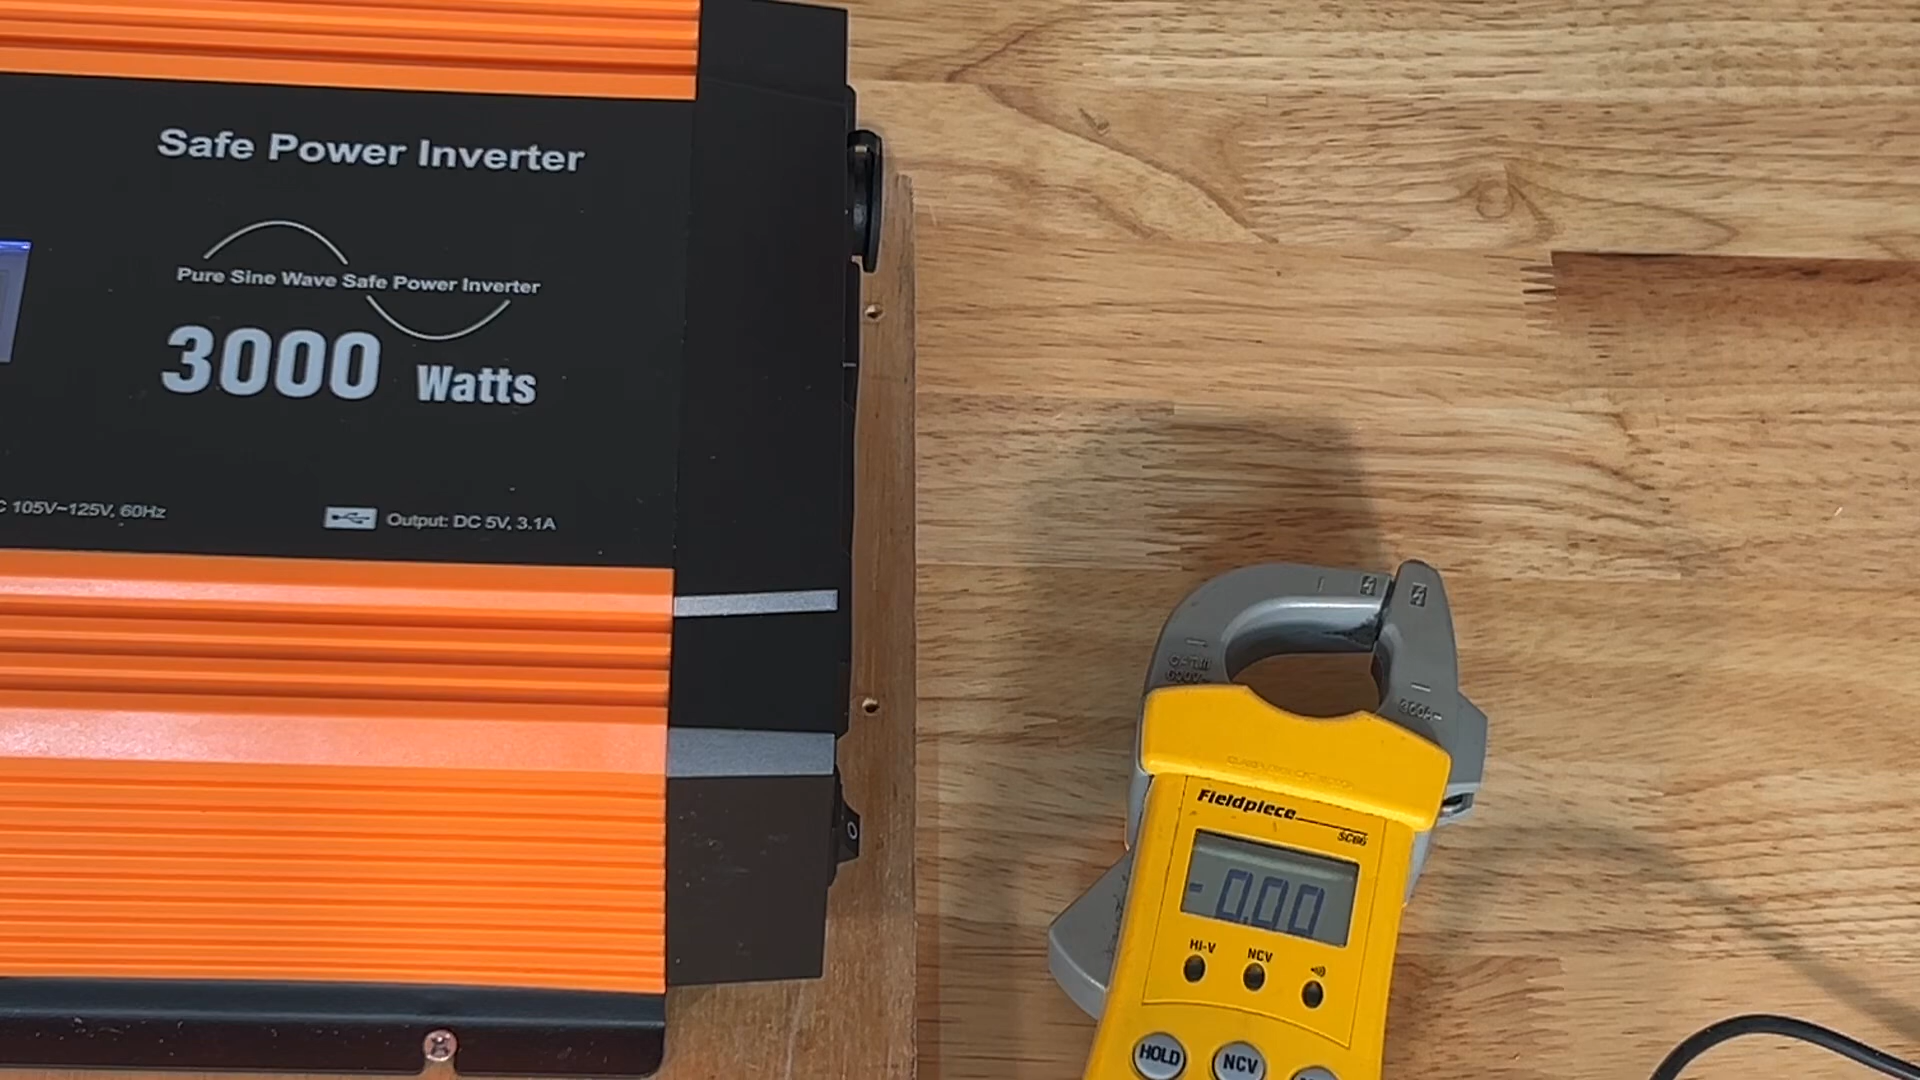 Safe Power Inverter
Pure Sine Wave Safe Power Inverter
3000 Watts
C 105V~125V, 60Hz
Output: DC 5V, 3.1A
Fieldpiece
SC66
-0.00
HI-V
NCV
HOLD
NCV